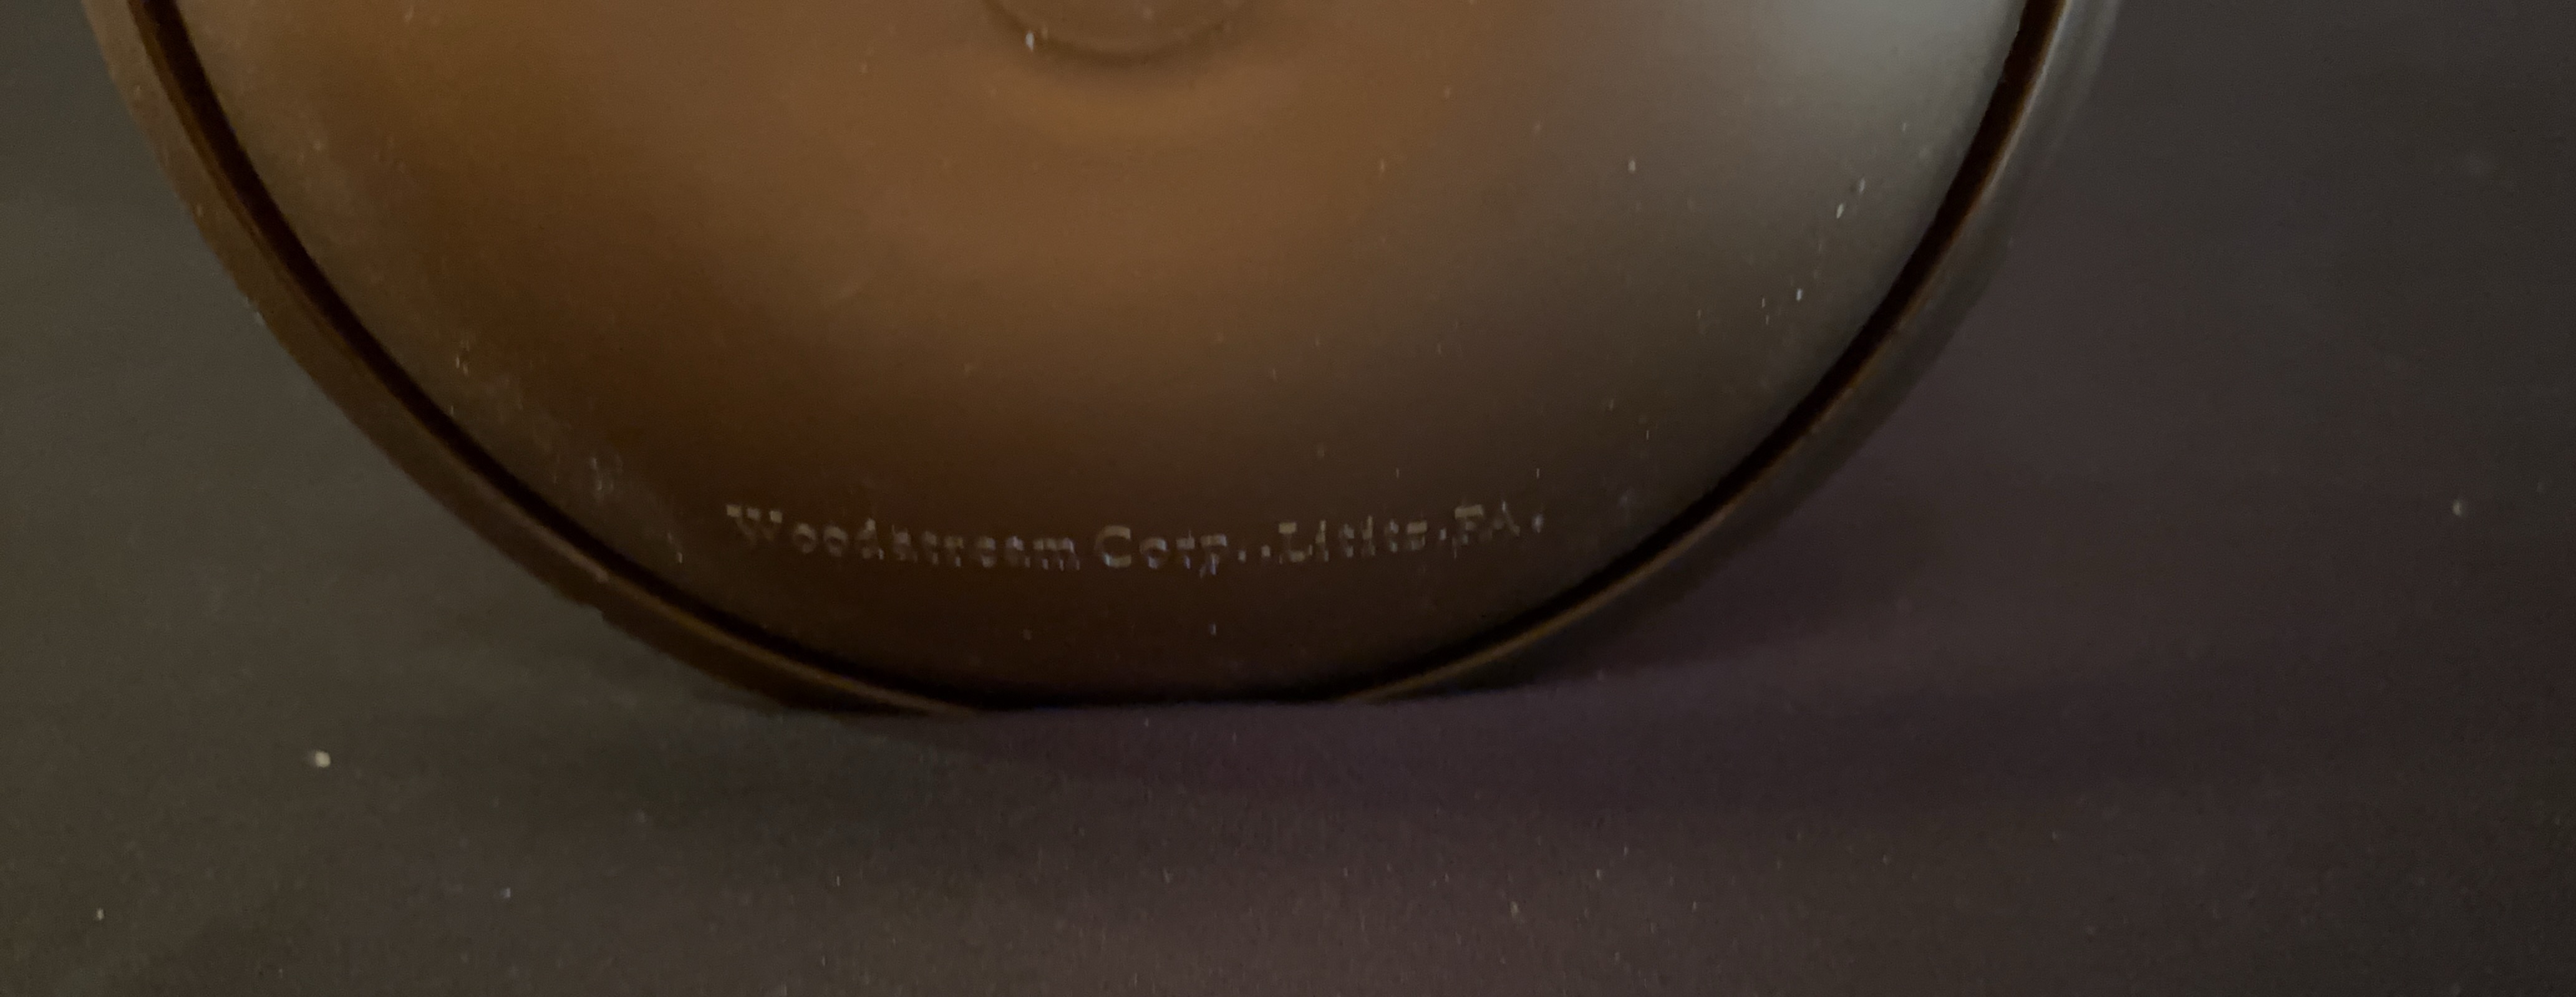 Woodstream Corp., Lititz, PA.